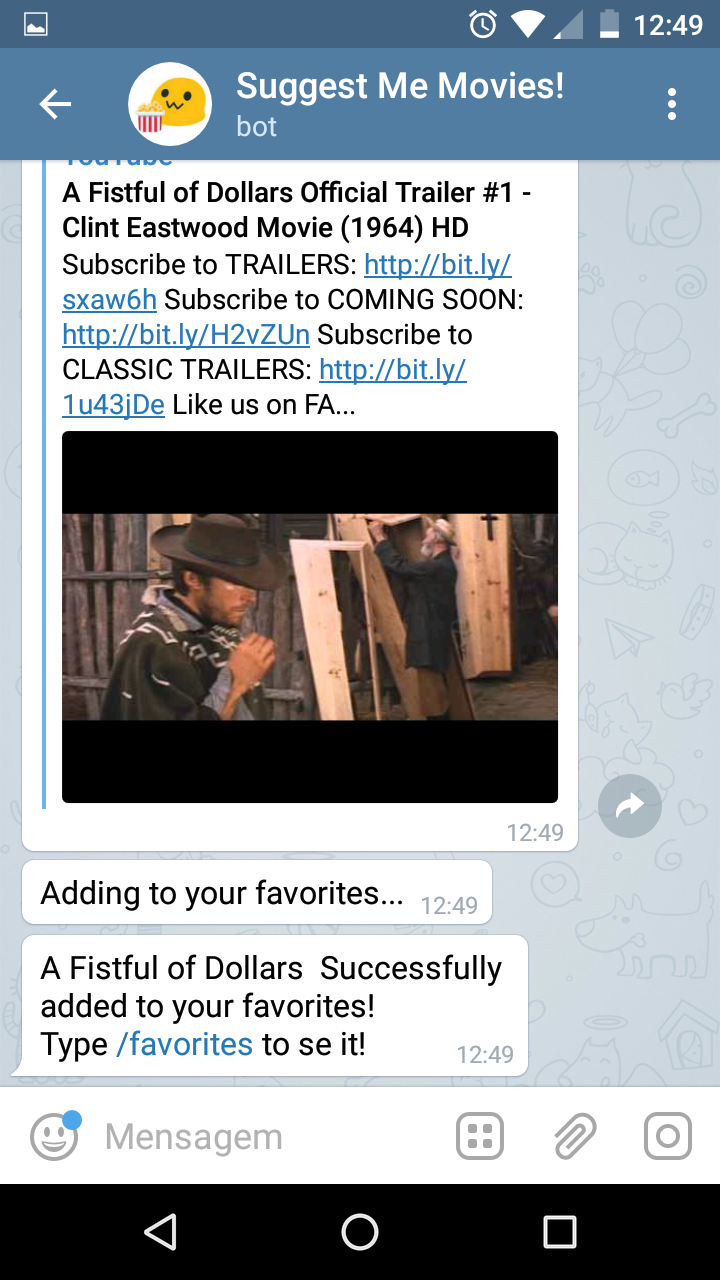 12:49
Suggest Me Movies!
bot
YouTube
A Fistful of Dollars Official Trailer #1 -
Clint Eastwood Movie (1964) HD
Subscribe to TRAILERS: http://bit.ly/
sxaw6h Subscribe to COMING SOON:
http://bit.ly/H2vZUn Subscribe to
CLASSIC TRAILERS: http://bit.ly/
1u43jDe Like us on FA...
12:49
Adding to your favorites... 12:49
A Fistful of Dollars  Successfully
added to your favorites!
Type /favorites to se it! 12:49
Mensagem